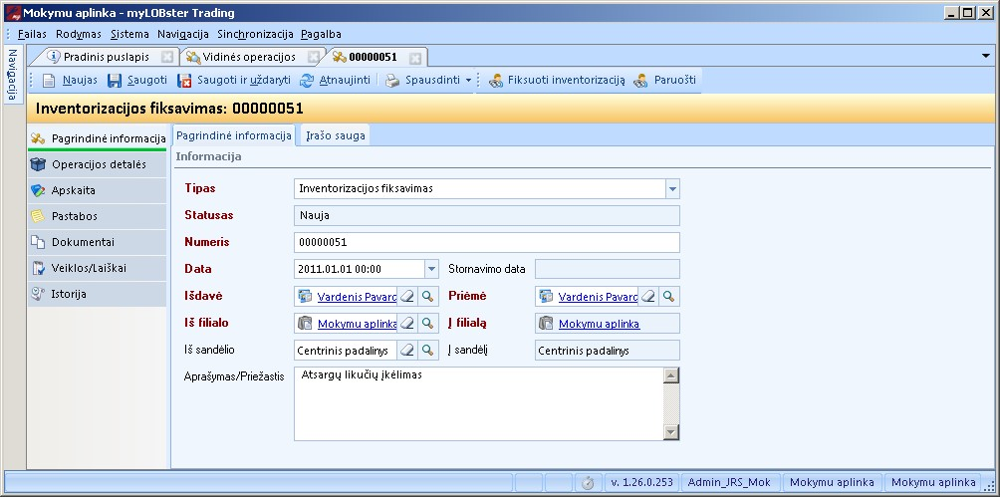 Mokymu aplinka - myLOBster Trading
Failas Rodymas Sistema Navigacija Sinchronizacija Pagalba
Navigacija
Pradinis puslapis Vidinės operacijos 00000051
Naujas Saugoti Saugoti ir uždaryti Atnaujinti Spausdinti Fiksuoti inventorizaciją Paruošti
Inventorizacijos fiksavimas: 00000051
Pagrindinė informacija
Operacijos detalės
Apskaita
Pastabos
Dokumentai
Veiklos/Laiškai
Istorija
Pagrindinė informacija Įrašo sauga
Informacija
Tipas Inventorizacijos fiksavimas
Statusas Nauja
Numeris 00000051
Data 2011.01.01 00:00 Stornavimo data
Išdavė Vardenis Pavard Priėmė Vardenis Pavard
Iš filialo Mokymu aplinka Į filialą Mokymu aplinka
Iš sandėlio Centrinis padalinys Į sandėlį Centrinis padalinys
Aprašymas/Priežastis Atsargų likučių įkėlimas
v. 1.26.0.253 Admin_JRS_Mok Mokymu aplinka Mokymu aplinka